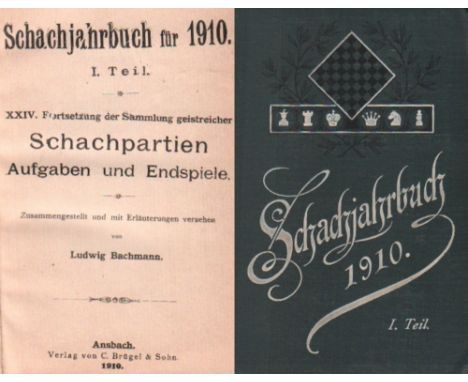 Schachjahrbuch für 1910.
I. Teil.
XXIV. Fortsetzung der Sammlung geistreicher
Schachpartien
Aufgaben und Endspiele.
Zusammengestellt und mit Erläuterungen versehen
von
Ludwig Bachmann.
Ansbach.
Verlag von C. Brügel & Sohn.
1910.
Schachjahrbuch
1910.
I. Teil.